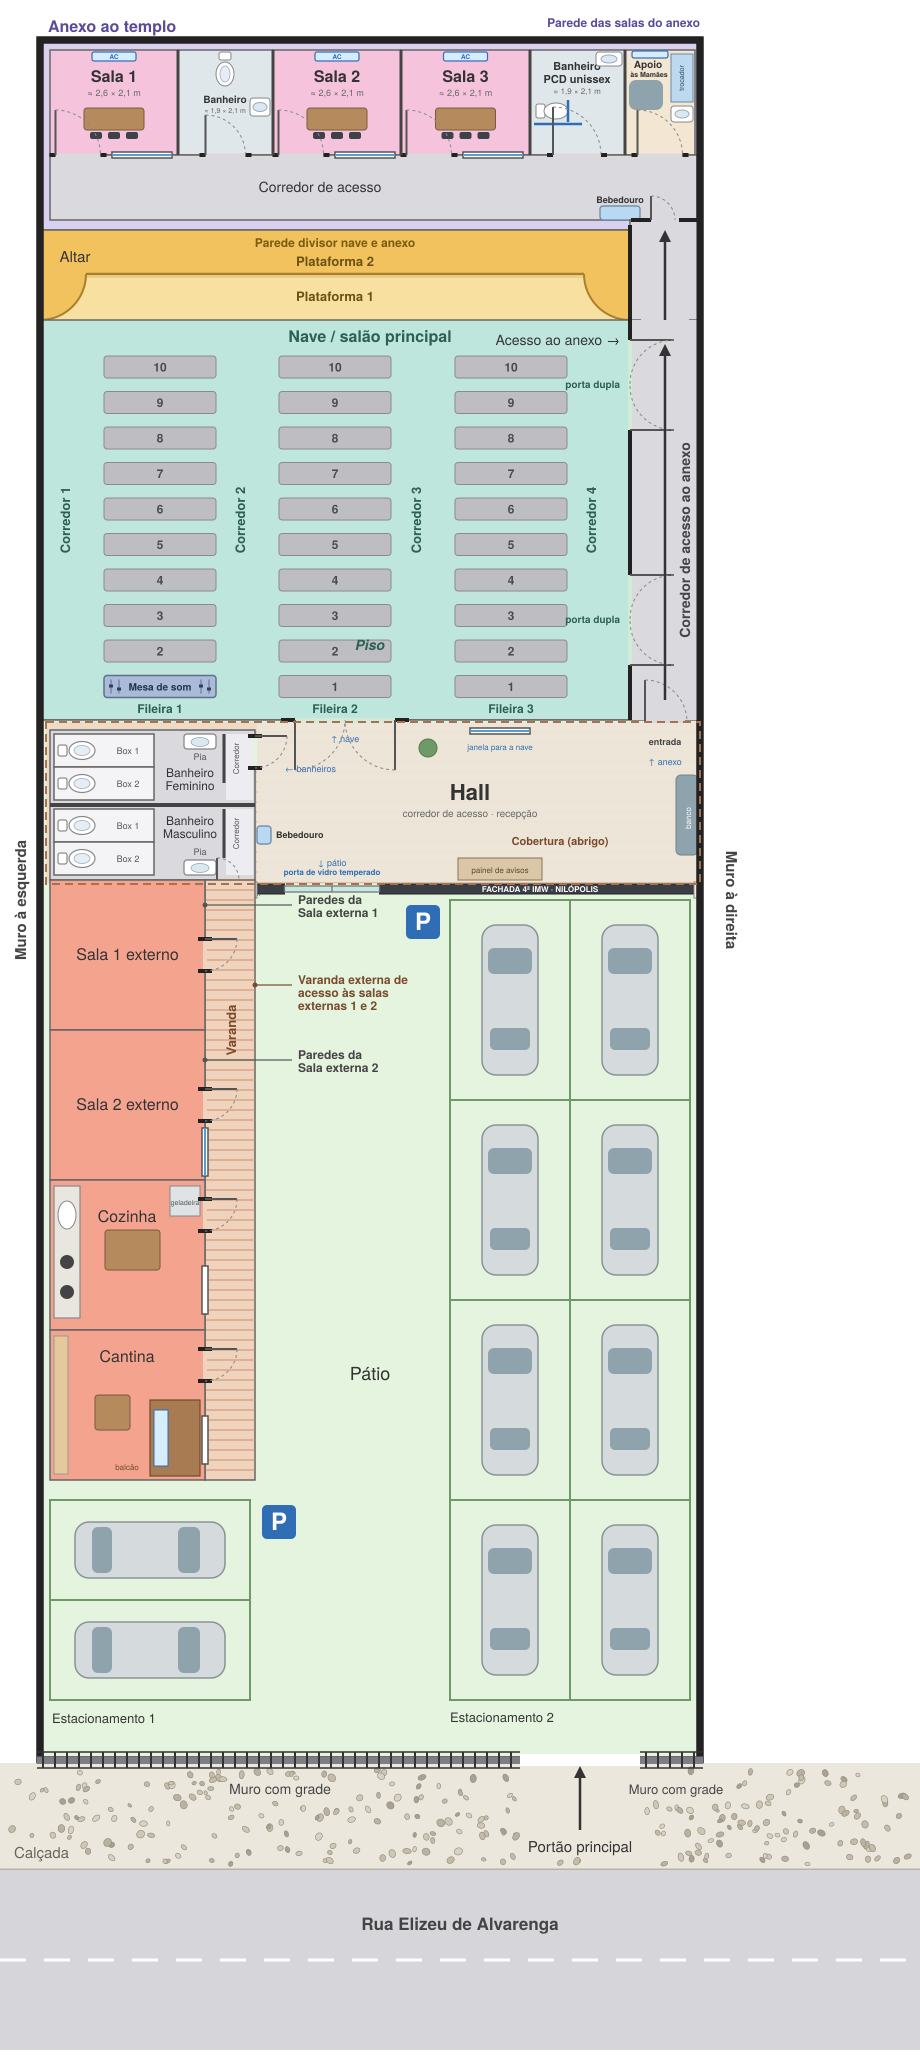 Anexo ao templo
Parede das salas do anexo
AC
AC
AC
Sala 1
≈ 2,6 × 2,1 m
Banheiro
≈ 1,9 × 2,1 m
Sala 2
≈ 2,6 × 2,1 m
Sala 3
≈ 2,6 × 2,1 m
Banheiro
PCD unissex
≈ 1,9 × 2,1 m
Apoio
às Mamães
trocador
Corredor de acesso
Bebedouro
Altar
Parede divisor nave e anexo
Plataforma 2
Plataforma 1
Nave / salão principal
Acesso ao anexo →
10
10
10
porta dupla
9
9
9
8
8
8
7
7
7
6
6
6
5
5
5
4
4
4
3
3
3
porta dupla
2
2
Piso
2
Mesa de som
1
1
Corredor 1
Corredor 2
Corredor 3
Corredor 4
Corredor de acesso ao anexo
Fileira 1
Fileira 2
Fileira 3
Box 1
Pia
Corredor
Banheiro
Feminino
Box 2
Box 1
Banheiro
Masculino
Corredor
Box 2
Pia
↑ nave
← banheiros
janela para a nave
entrada
↑ anexo
Hall
corredor de acesso · recepção
banco
Bebedouro
Cobertura (abrigo)
↓ pátio
porta de vidro temperado
painel de avisos
FACHADA 4ª IMW · NILÓPOLIS
Muro à esquerda
Muro à direita
Paredes da
Sala externa 1
P
Sala 1 externo
Varanda externa de
acesso às salas
externas 1 e 2
Varanda
Paredes da
Sala externa 2
Sala 2 externo
geladeira
Cozinha
Cantina
balcão
Pátio
P
Estacionamento 1
Estacionamento 2
Muro com grade
Muro com grade
Portão principal
Calçada
Rua Elizeu de Alvarenga